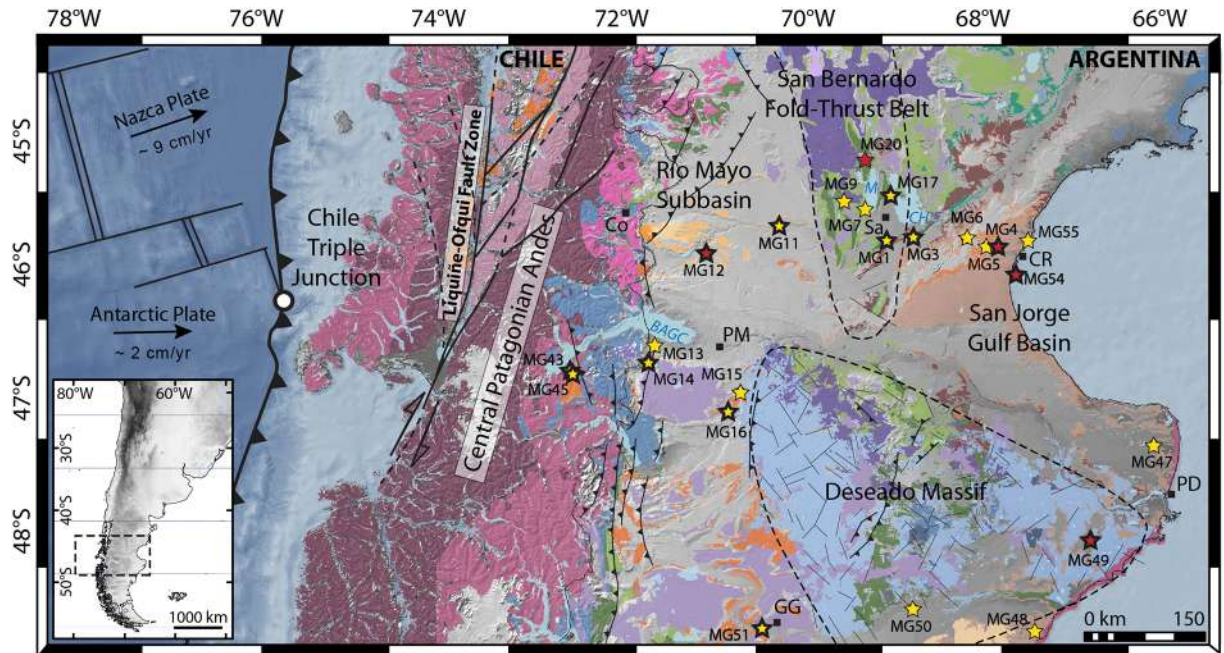 78°W
76°W
74°W
72°W
70°W
68°W
66°W
CHILE
ARGENTINA
San Bernardo
Fold-Thrust Belt
Nazca Plate
~ 9 cm/yr
45°S
46°S
47°S
48°S
Liquiñe-Ofqui Fault Zone
Central Patagonian Andes
Chile
Triple
Junction
Antarctic Plate
~ 2 cm/yr
Río Mayo
Subbasin
Co
MG20
MG9
M
MG17
MG7
Sa
MG11
MG12
MG1
MG3
MG6
MG4
MG55
MG5
CR
MG54
San Jorge
Gulf Basin
BAGC
MG13
PM
MG14
MG15
MG16
MG43
MG45
MG47
PD
Deseado Massif
MG49
MG50
MG48
GG
MG51
0 km
150
80°W
60°W
30°S
40°S
50°S
1000 km